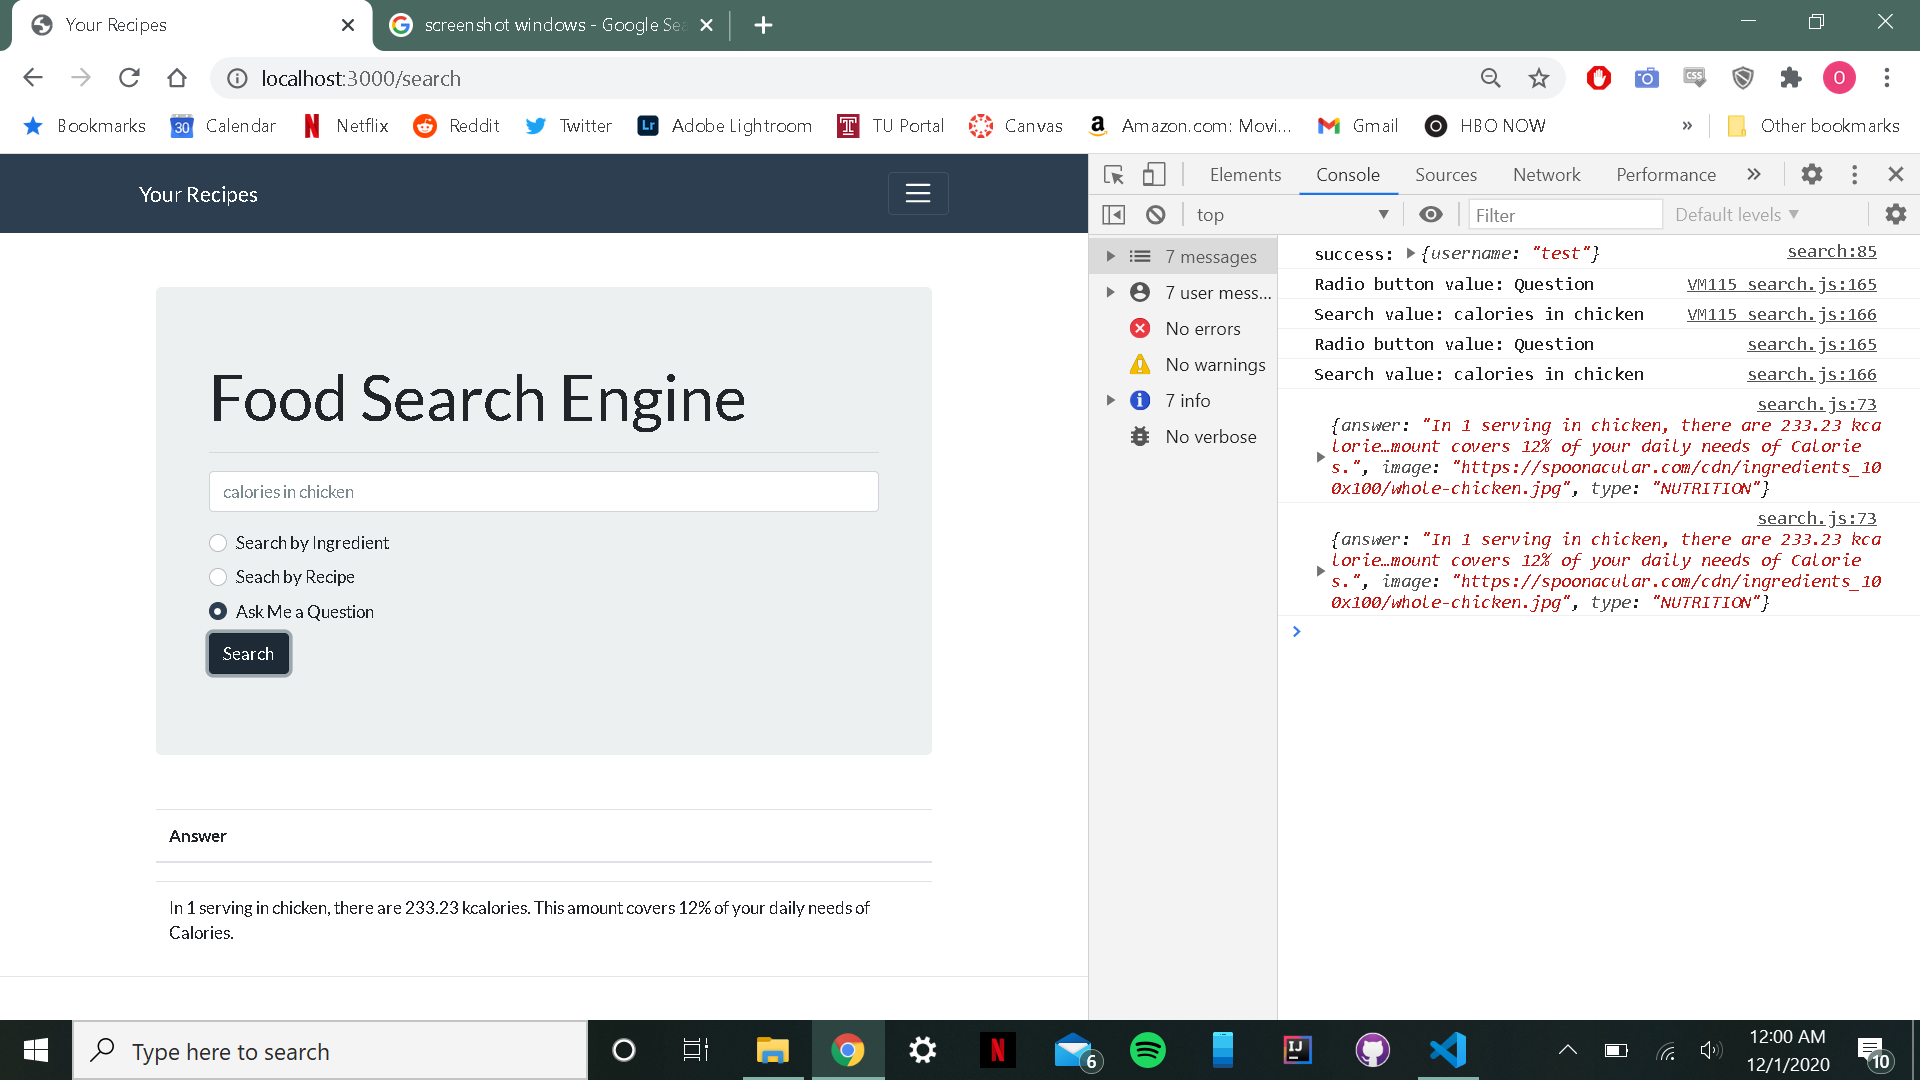 Your Recipes
screenshot windows - Google Se
localhost:3000/search
CSS
O
Bookmarks
30
Calendar
Netflix
Reddit
Twitter
Lr
Adobe Lightroom
TU Portal
Canvas
a
Amazon.com: Movi...
Gmail
HBO NOW
»
Other bookmarks
Your Recipes
Food Search Engine
calories in chicken
Search by Ingredient
Seach by Recipe
Ask Me a Question
Search
Answer
In 1 serving in chicken, there are 233.23 kcalories. This amount covers 12% of your daily needs of
Calories.
Elements Console Sources Network Performance »
top
Filter
Default levels
7 messages
7 user mess...
No errors
No warnings
7 info
No verbose
success: {username: "test"} search:85
Radio button value: Question VM115 search.js:165
Search value: calories in chicken VM115 search.js:166
Radio button value: Question search.js:165
Search value: calories in chicken search.js:166
search.js:73
{answer: "In 1 serving in chicken, there are 233.23 kca
lorie…mount covers 12% of your daily needs of Calorie
s.", image: "https://spoonacular.com/cdn/ingredients_10
0x100/whole-chicken.jpg", type: "NUTRITION"}
search.js:73
{answer: "In 1 serving in chicken, there are 233.23 kca
lorie…mount covers 12% of your daily needs of Calorie
s.", image: "https://spoonacular.com/cdn/ingredients_10
0x100/whole-chicken.jpg", type: "NUTRITION"}
Type here to search
N
6
IJ
12:00 AM
12/1/2020
10